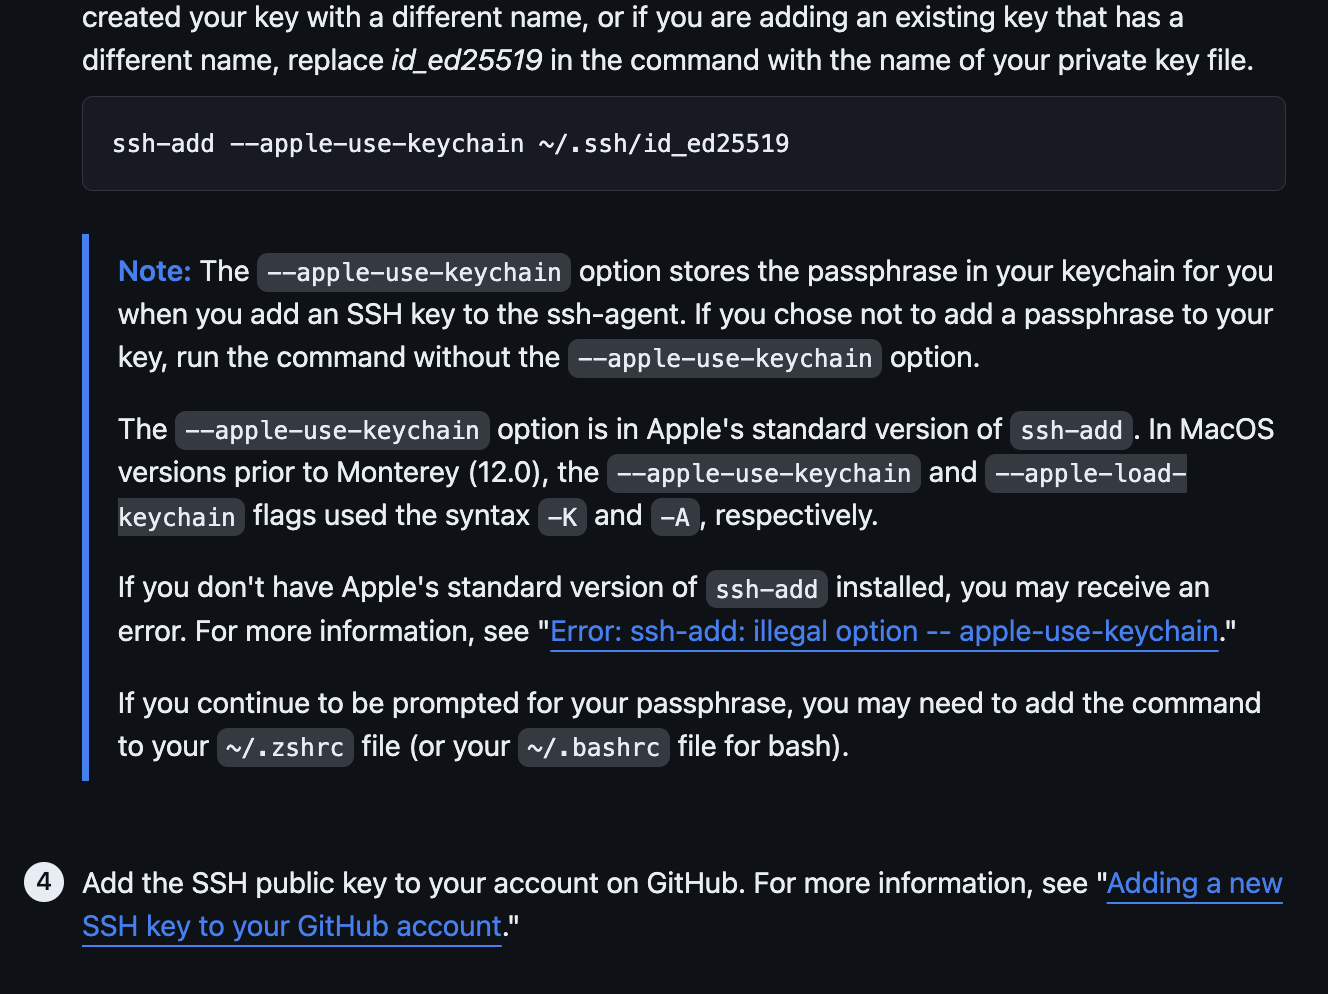 created your key with a different name, or if you are adding an existing key that has a
different name, replace id_ed25519 in the command with the name of your private key file.
ssh-add --apple-use-keychain ~/.ssh/id_ed25519
Note: The --apple-use-keychain option stores the passphrase in your keychain for you
when you add an SSH key to the ssh-agent. If you chose not to add a passphrase to your
key, run the command without the --apple-use-keychain option.
The --apple-use-keychain option is in Apple's standard version of ssh-add. In MacOS
versions prior to Monterey (12.0), the --apple-use-keychain and --apple-load-
keychain flags used the syntax -K and -A, respectively.
If you don't have Apple's standard version of ssh-add installed, you may receive an
error. For more information, see "Error: ssh-add: illegal option -- apple-use-keychain."
If you continue to be prompted for your passphrase, you may need to add the command
to your ~/.zshrc file (or your ~/.bashrc file for bash).
4 Add the SSH public key to your account on GitHub. For more information, see "Adding a new
SSH key to your GitHub account."